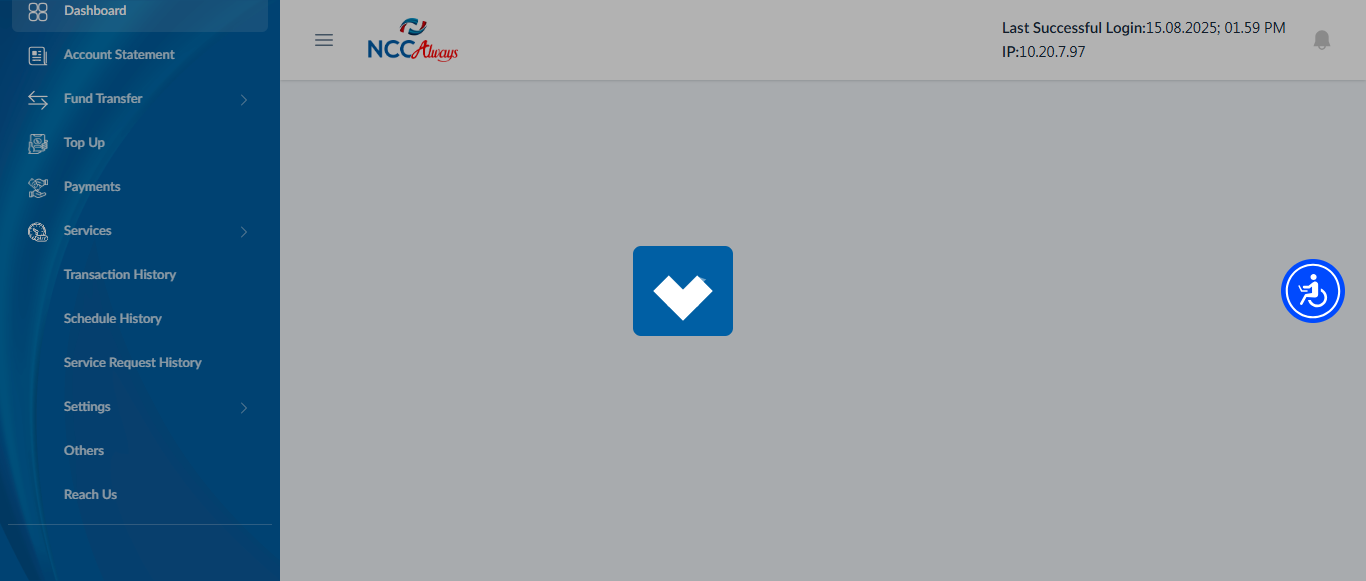 Dashboard
Account Statement
Fund Transfer
Top Up
Payments
Services
Transaction History
Schedule History
Service Request History
Settings
Others
Reach Us
NCC Always
Last Successful Login:15.08.2025; 01.59 PM
IP:10.20.7.97